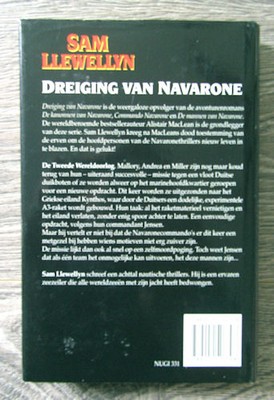 SAM
LLEWELLYN
DREIGING VAN NAVARONE
Dreiging van Navarone is de weergaloze opvolger van de avonturenromans
De kanonnen van Navarone, Commando Navarone en De mannen van Navarone.
De wereldberoemde bestsellerauteur Alistair MacLean is de grondlegger
van deze serie. Sam Llewellyn kreeg na MacLeans dood toestemming van
de erven om de hoofdpersonen van de Navaronethrillers nieuw leven in
te blazen. En dat is gelukt!
De Tweede Wereldoorlog. Mallory, Andrea en Miller zijn nog maar koud
terug van hun – uiteraard succesvolle – missie tegen een vloot Duitse
duikboten of ze worden alweer op het marinehoofdkwartier geroepen
voor een nieuwe opdracht. Dit keer worden ze uitgezonden naar het
Griekse eiland Kynthos, waar door de Duitsers een dodelijke, experimentele
A3-raket wordt gebouwd. Hun taak: al het raketmateriaal vernietigen en
het eiland verlaten, zonder enig spoor achter te laten. Een eenvoudige
opdracht, volgens hun commandant Jensen.
Maar hij vertelt er niet bij dat de Navaronecommando's er dit keer een
metgezel bij hebben wiens motieven niet erg zuiver zijn.
De missie lijkt dan ook al snel op een zelfmoordpoging. Toch weet Jensen
dat als één team het onmogelijke kan uitvoeren, het deze mannen zijn...
Sam Llewellyn schreef een achttal nautische thrillers. Hij is een ervaren
zeezeiler die alle wereldzeeën met zijn jacht heeft bedwongen.
NUGI 331